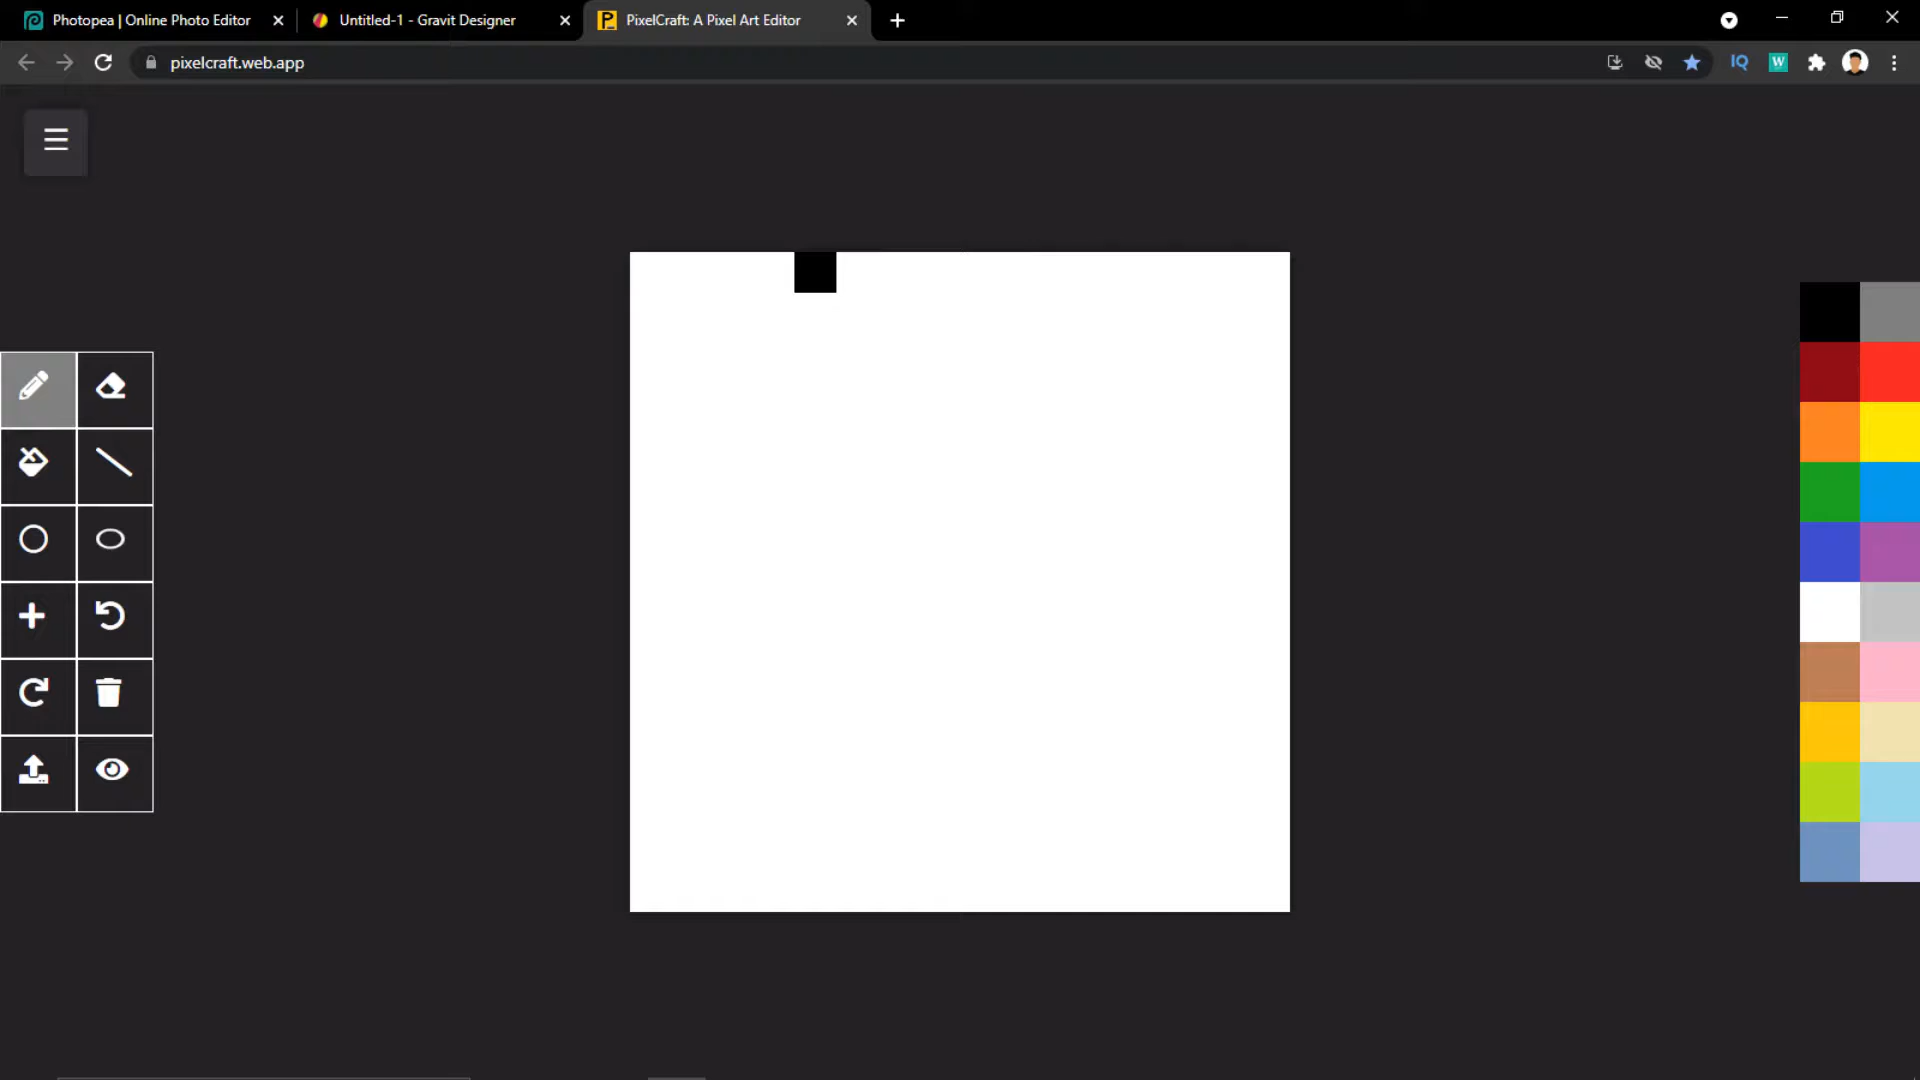 Photopea | Online Photo Editor
Untitled-1 - Gravit Designer
PixelCraft: A Pixel Art Editor
pixelcraft.web.app
IQ
W